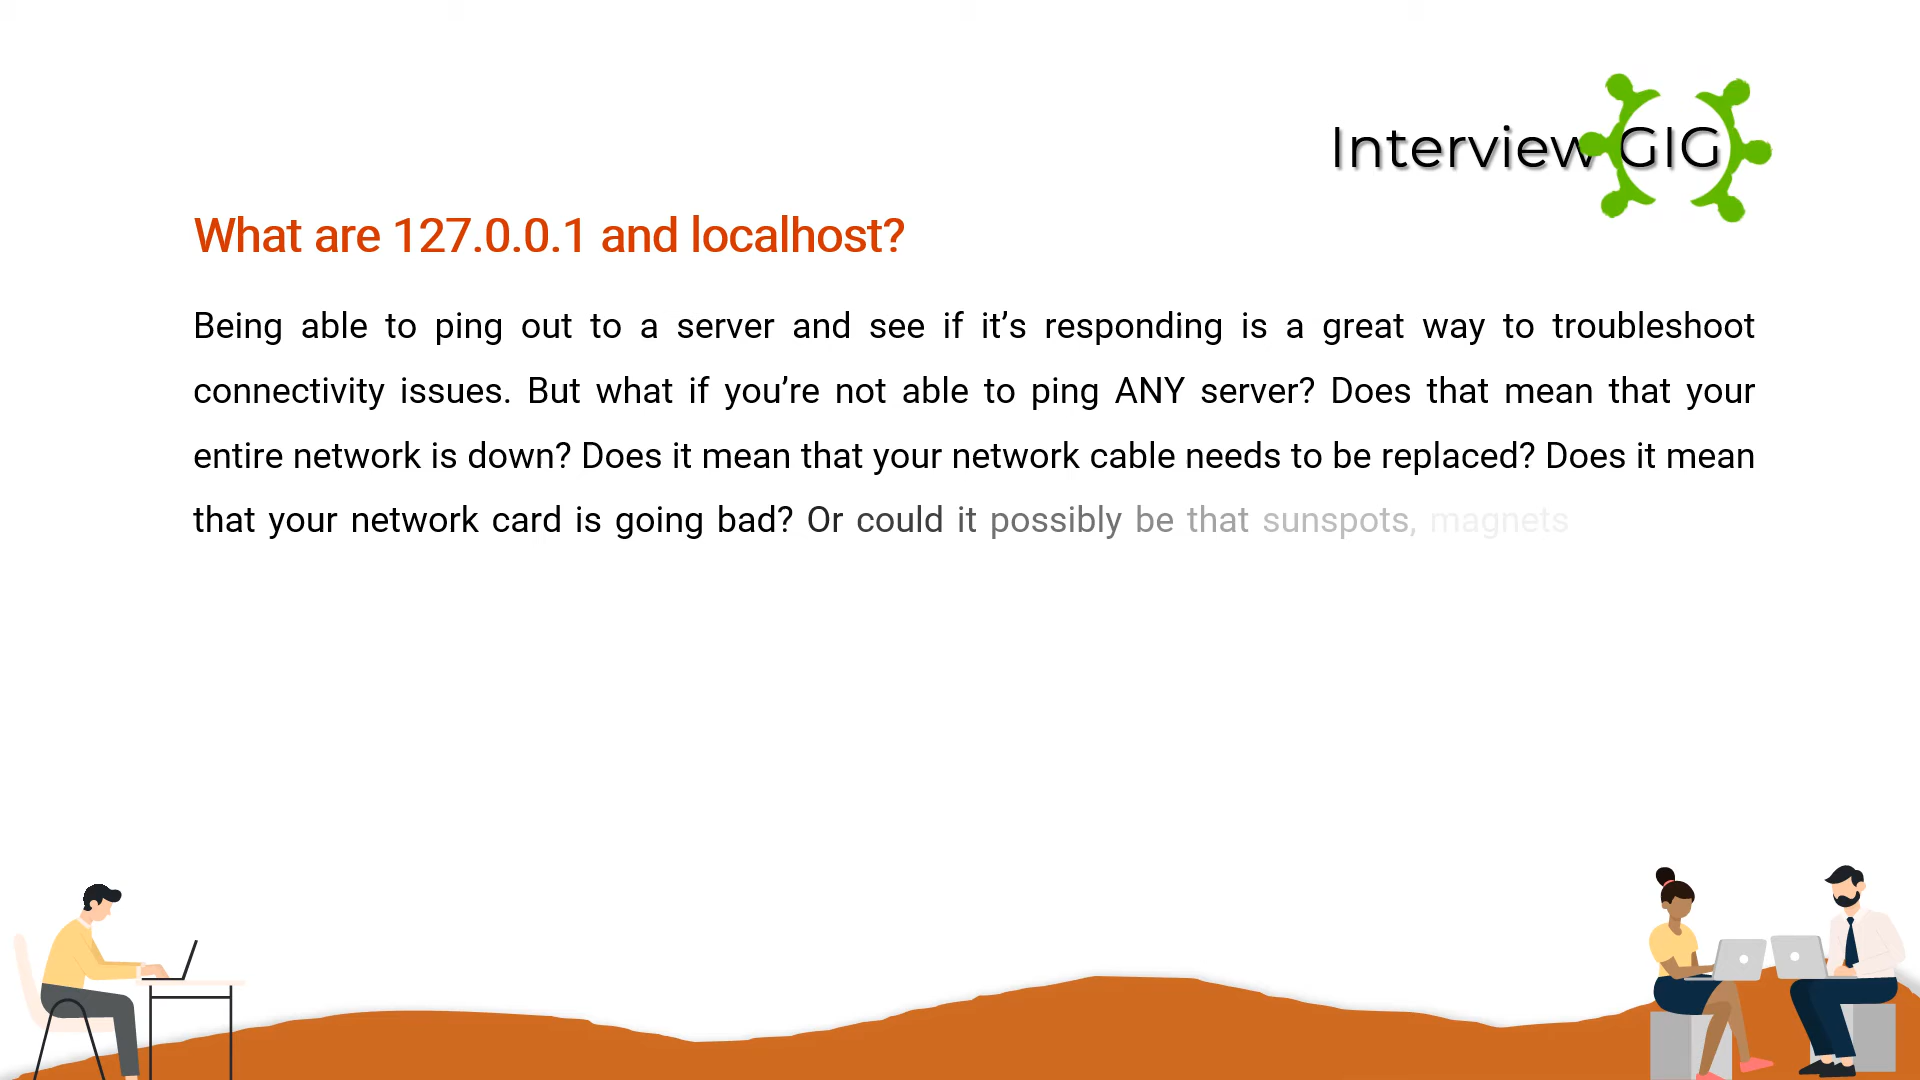 Interview GIG
What are 127.0.0.1 and localhost?
Being able to ping out to a server and see if it’s responding is a great way to troubleshoot
connectivity issues. But what if you’re not able to ping ANY server? Does that mean that your
entire network is down? Does it mean that your network cable needs to be replaced? Does it mean
that your network card is going bad? Or could it possibly be that sunspots, magnets